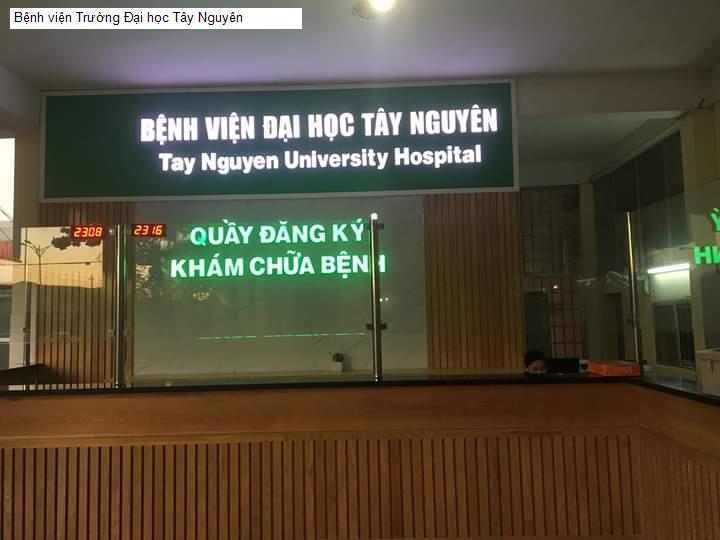 Bệnh viện Trường Đại học Tây Nguyên
BỆNH VIỆN ĐẠI HỌC TÂY NGUYÊN
Tay Nguyen University Hospital
2308 2316
QUẦY ĐĂNG KÝ
KHÁM CHỮA BỆNH